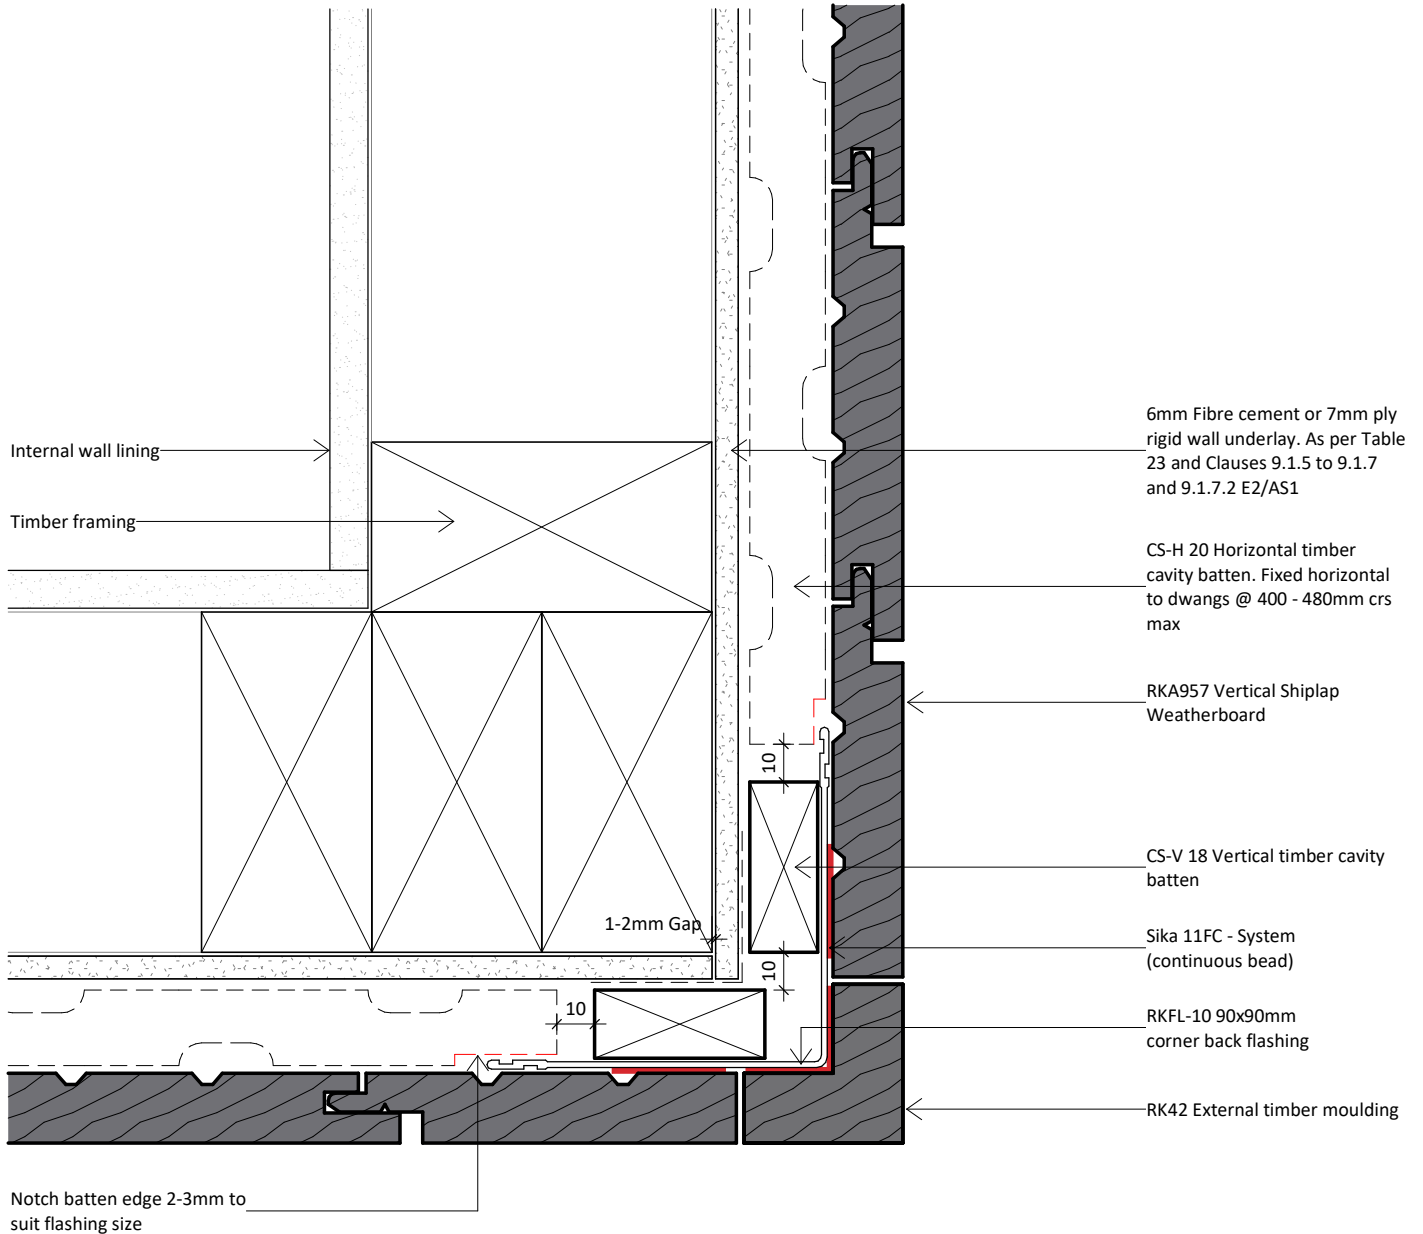 Internal wall lining
Timber framing
6mm Fibre cement or 7mm ply
rigid wall underlay. As per Table
23 and Clauses 9.1.5 to 9.1.7
and 9.1.7.2 E2/AS1
CS-H 20 Horizontal timber
cavity batten. Fixed horizontal
to dwangs @ 400 - 480mm crs
max
RKA957 Vertical Shiplap
Weatherboard
10
CS-V 18 Vertical timber cavity
batten
1-2mm Gap
Sika 11FC - System
(continuous bead)
10
10
RKFL-10 90x90mm
corner back flashing
RK42 External timber moulding
Notch batten edge 2-3mm to
suit flashing size